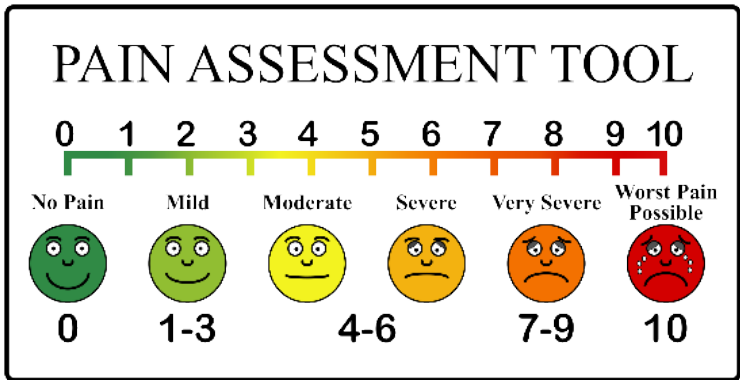 PAIN ASSESSMENT TOOL
0 1 2 3 4 5 6 7 8 9 10
No Pain Mild Moderate Severe Very Severe Worst Pain
Possible
0 1-3 4-6 7-9 10